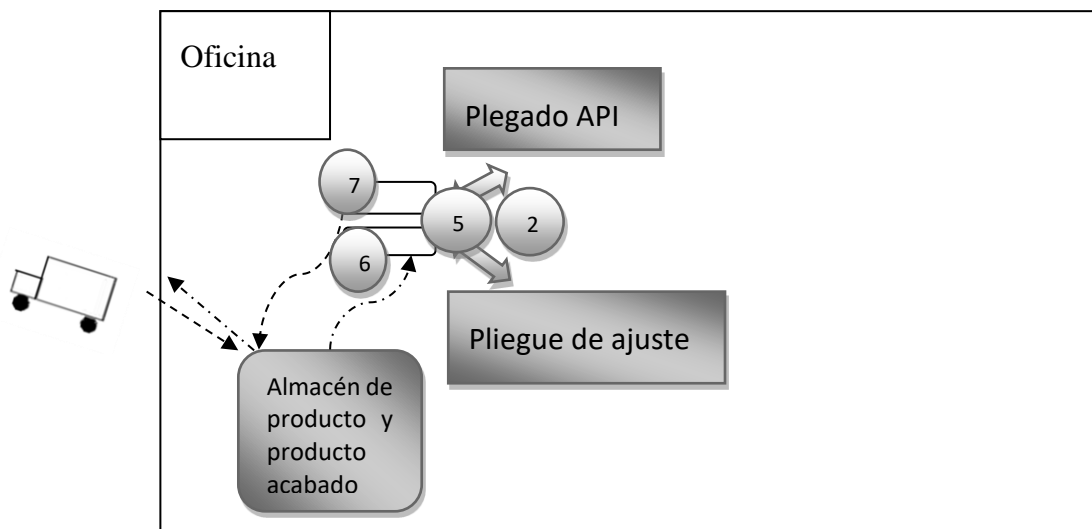 Oficina
Plegado API
7
5
2
6
Pliegue de ajuste
Almacén de
producto y
producto
acabado